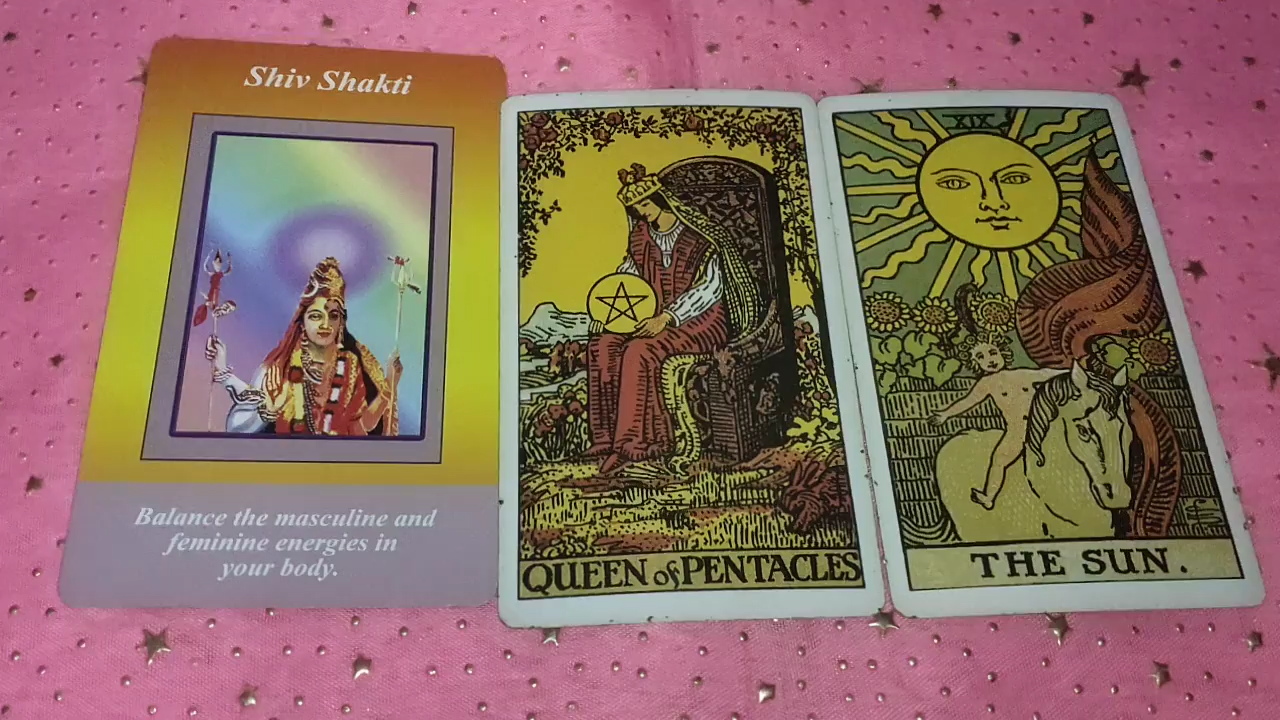 Shiv Shakti
Balance the masculine and
feminine energies in
your body.
QUEEN of PENTACLES
XIX
THE SUN.